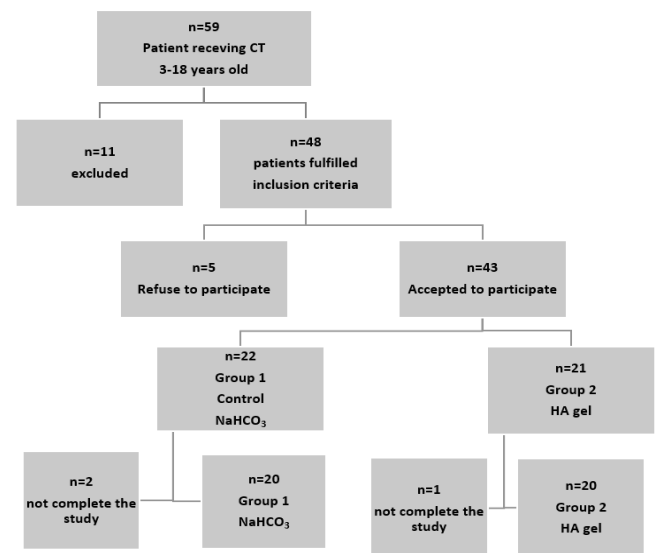 n=59
Patient receving CT
3-18 years old
n=11
excluded
n=48
patients fulfilled
inclusion criteria
n=5
Refuse to participate
n=43
Accepted to participate
n=22
Group 1
Control
NaHCO₃
n=21
Group 2
HA gel
n=2
not complete the
study
n=20
Group 1
NaHCO₃
n=1
not complete the
study
n=20
Group 2
HA gel